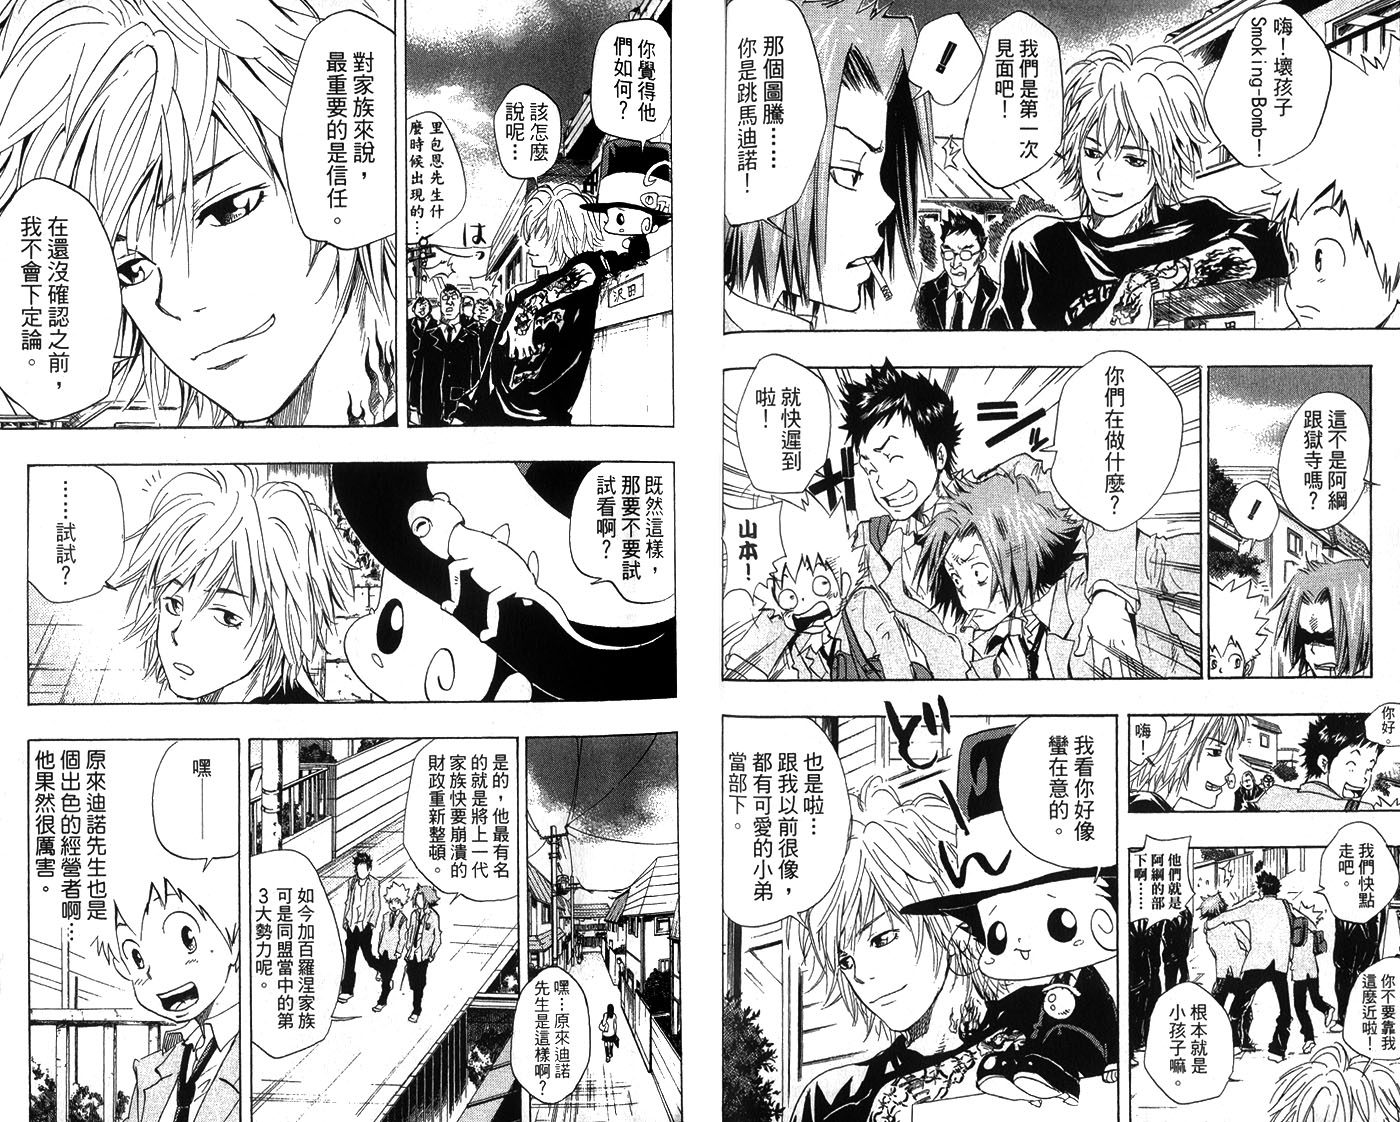 嗨！壞孩子
Smoking-Bomb！
我們是第一次
見面吧！
！
那個圖騰……
你是跳馬迪諾！
沢田
這不是阿綱
跟獄寺嗎？
！
你們在做什麼？
就快遲到
啦！
山本！
你好。
嗨！
我們快點
走吧。
他們就是
阿綱的部
下啊……
你不要靠我
這麼近啦！
根本就是
小孩子嘛。
我看你好像
蠻在意的。
也是啦…
跟我以前很像，
都有可愛的小弟
當部下。
你覺得他
們如何？
該怎麼
說呢…
里包恩先生什
麼時候出現的…
はっ
沢田
對家族來說，
最重要的是信任。
在還沒確認之前，
我不會下定論。
既然這樣，
那要不要試
試看啊？
……試試？
嘿…原來迪諾
先生是這樣啊？
是的，他最有名
的就是將上一代
家族快要崩潰的
財政重新整頓。
如今加百羅涅家族
可是同盟當中的第
3大勢力呢。
嘿——
原來迪諾先生也是
個出色的經營者啊…
他果然很厲害。